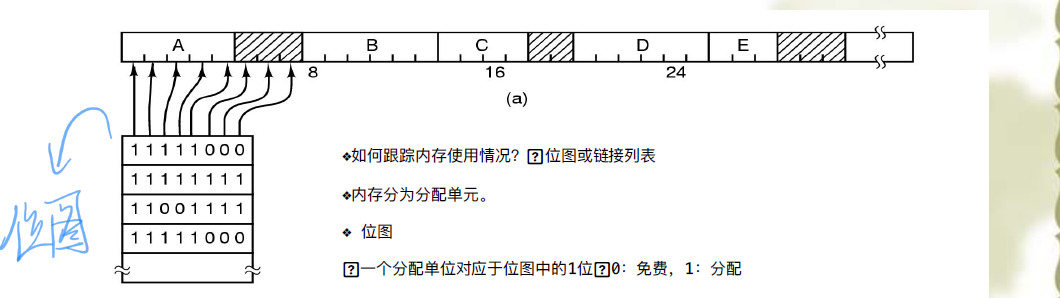 A B C D E
8 16 24
(a)
11111000
11111111
11001111
11111000
位图
❖如何跟踪内存使用情况？⍰位图或链接列表
❖内存分为分配单元。
❖ 位图
⍰一个分配单位对应于位图中的1位⍰0：免费，1：分配